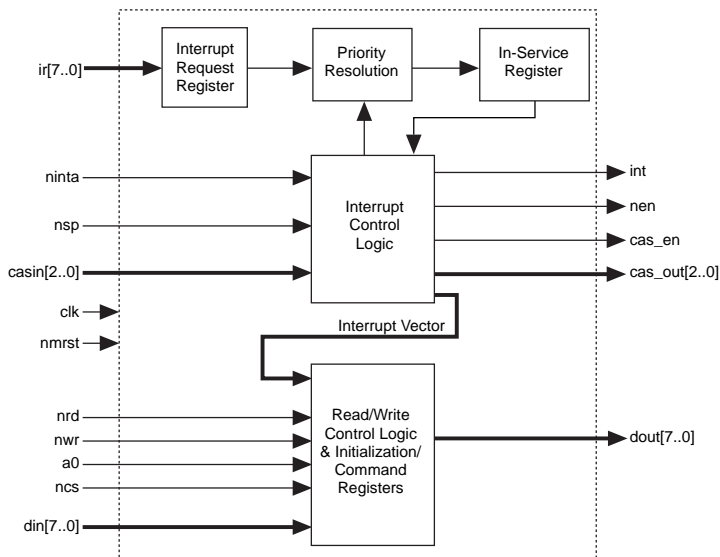 Interrupt
Request
Register
Priority
Resolution
In-Service
Register
ir[7..0]
ninta
nsp
casin[2..0]
clk
nmrst
Interrupt
Control
Logic
int
nen
cas_en
cas_out[2..0]
Interrupt Vector
nrd
nwr
a0
ncs
din[7..0]
Read/Write
Control Logic
& Initialization/
Command
Registers
dout[7..0]